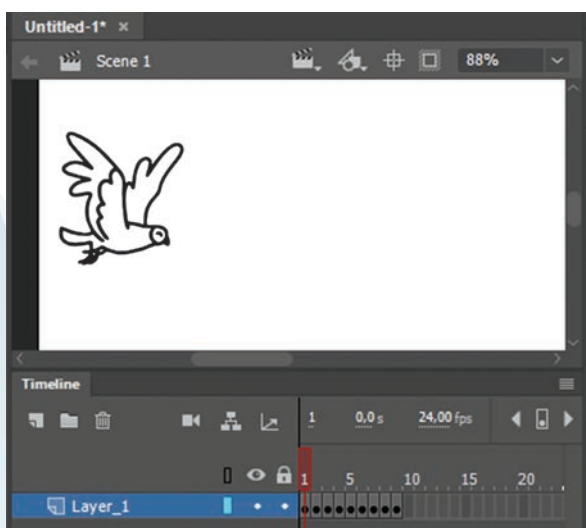 Untitled-1* ×
Scene 1 88%
Timeline
1 0,0 s 24,00 fps
1 5 10 15 20
Layer_1